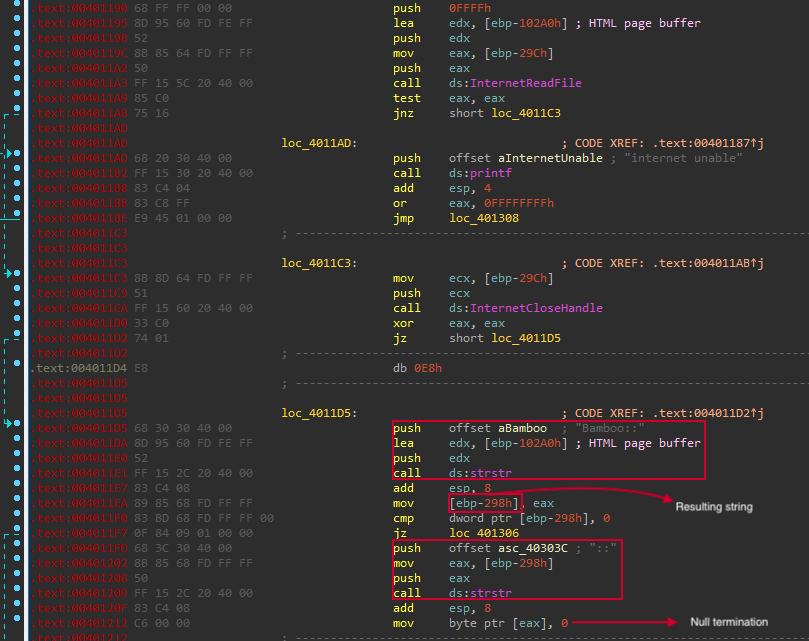 .text:00401190 68 FF FF 00 00 push 0FFFFh
.text:00401195 8D 95 60 FD FE FF lea edx, [ebp-102A0h] ; HTML page buffer
.text:0040119B 52 push edx
.text:0040119C 8B 85 64 FD FF FF mov eax, [ebp-29Ch]
.text:004011A2 50 push eax
.text:004011A3 FF 15 5C 20 40 00 call ds:InternetReadFile
.text:004011A9 85 C0 test eax, eax
.text:004011AB 75 16 jnz short loc_4011C3
.text:004011AD
.text:004011AD loc_4011AD: ; CODE XREF: .text:00401187↑j
.text:004011AD 68 20 30 40 00 push offset aInternetUnable ; "internet unable"
.text:004011B2 FF 15 30 20 40 00 call ds:printf
.text:004011B8 83 C4 04 add esp, 4
.text:004011BB 83 C8 FF or eax, 0FFFFFFFFh
.text:004011BE E9 45 01 00 00 jmp loc_401308
.text:004011C3 ; ---------------------------------------------------------------------------
.text:004011C3
.text:004011C3 loc_4011C3: ; CODE XREF: .text:004011AB↑j
.text:004011C3 8B 8D 64 FD FF FF mov ecx, [ebp-29Ch]
.text:004011C9 51 push ecx
.text:004011CA FF 15 60 20 40 00 call ds:InternetCloseHandle
.text:004011D0 33 C0 xor eax, eax
.text:004011D2 74 01 jz short loc_4011D5
.text:004011D2 ; ---------------------------------------------------------------------------
.text:004011D4 E8 db 0E8h
.text:004011D5 ; ---------------------------------------------------------------------------
.text:004011D5
.text:004011D5 loc_4011D5: ; CODE XREF: .text:004011D2↑j
.text:004011D5 68 30 30 40 00 push offset aBamboo ; "Bamboo::"
.text:004011DA 8D 95 60 FD FE FF lea edx, [ebp-102A0h] ; HTML page buffer
.text:004011E0 52 push edx
.text:004011E1 FF 15 2C 20 40 00 call ds:strstr
.text:004011E7 83 C4 08 add esp, 8
.text:004011EA 89 85 68 FD FF FF mov [ebp-298h], eax Resulting string
.text:004011F0 83 BD 68 FD FF FF 00 cmp dword ptr [ebp-298h], 0
.text:004011F7 0F 84 09 01 00 00 jz loc_401306
.text:004011FD 68 3C 30 40 00 push offset asc_40303C ; "::"
.text:00401202 8B 85 68 FD FF FF mov eax, [ebp-298h]
.text:00401208 50 push eax
.text:00401209 FF 15 2C 20 40 00 call ds:strstr
.text:0040120F 83 C4 08 add esp, 8
.text:00401212 C6 00 00 mov byte ptr [eax], 0 Null termination
.text:00401212 ; ---------------------------------------------------------------------------